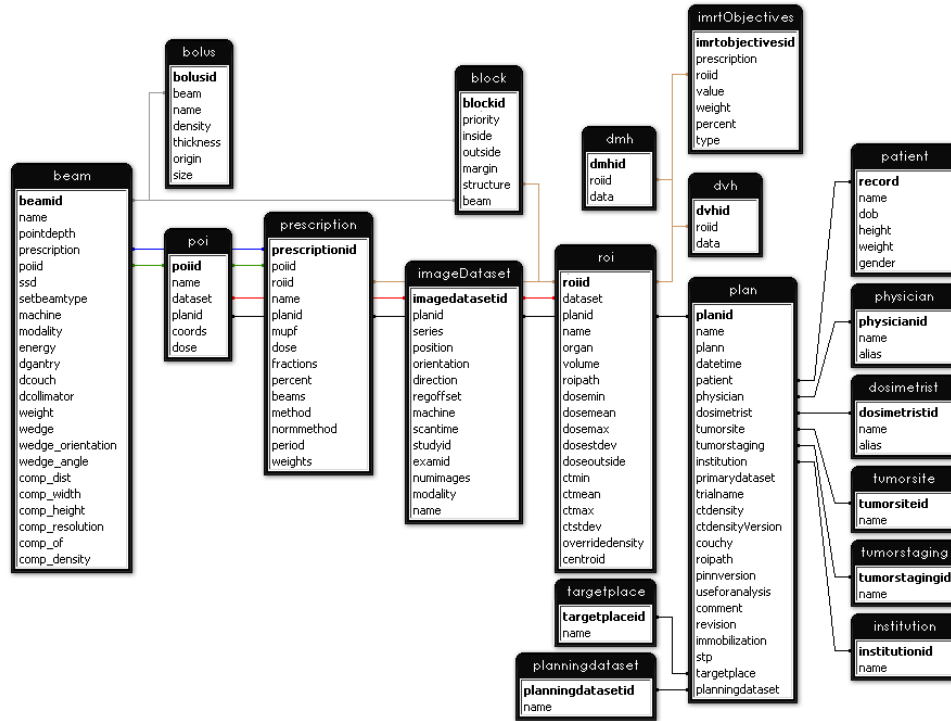 bolus
bolusid
beam
name
density
thickness
origin
size
block
blockid
priority
inside
outside
margin
structure
beam
imrtObjectives
imrtobjectivesid
prescription
roiid
value
weight
percent
type
dmh
dmhid
roiid
data
dvh
dvhid
roiid
data
patient
record
name
dob
height
weight
gender
beam
beamid
name
pointdepth
prescription
poiid
ssd
setbeamtype
machine
modality
energy
dgantry
dcouch
dcollimator
weight
wedge
wedge_orientation
wedge_angle
comp_dist
comp_width
comp_height
comp_resolution
comp_of
comp_density
poi
poiid
name
dataset
planid
coords
dose
prescription
prescriptionid
poiid
roiid
name
planid
mupf
dose
fractions
percent
beams
method
normmethod
period
weights
imageDataset
imagedatasetid
planid
series
position
orientation
direction
regoffset
machine
scantime
studyid
examid
numimages
modality
name
roi
roiid
dataset
planid
name
organ
volume
roipath
dosemin
dosemean
dosemax
dosestdev
doseoutside
ctmin
ctmean
ctmax
ctstdev
overridedensity
centroid
plan
planid
name
plann
datetime
patient
physician
dosimetrist
tumorsite
tumorstaging
institution
primarydataset
trialname
ctdensity
ctdensityVersion
couchy
roipath
pinnversion
useforanalysis
comment
revision
immobilization
stp
targetplace
planningdataset
physician
physicianid
name
alias
dosimetrist
dosimetristid
name
alias
tumorsite
tumorsiteid
name
tumorstaging
tumorstagingid
name
institution
institutionid
name
targetplace
targetplaceid
name
planningdataset
planningdatasetid
name